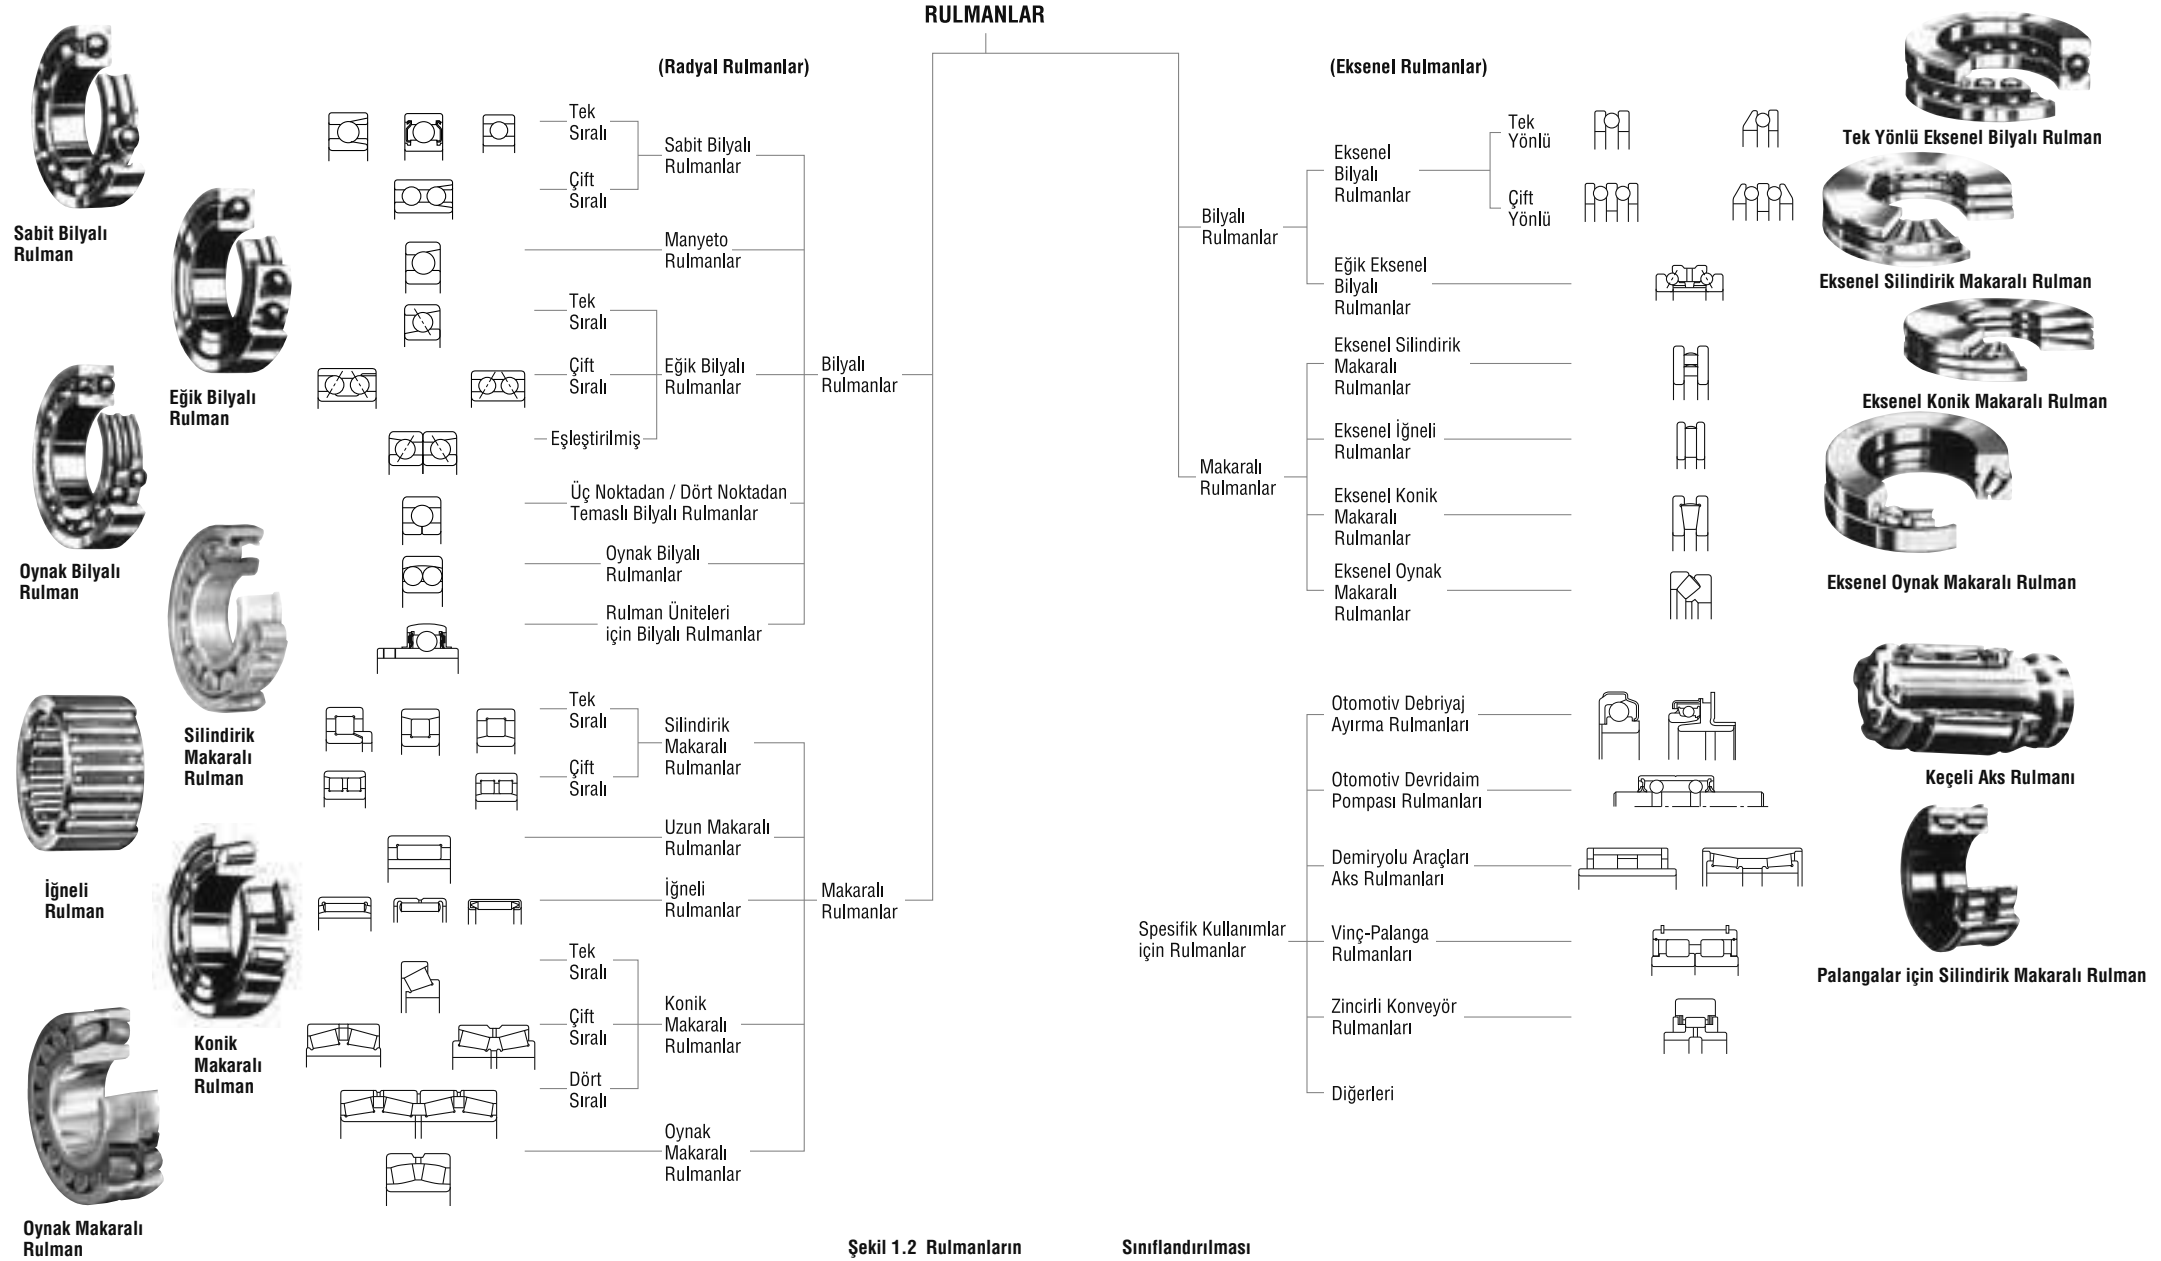 RULMANLAR
(Radyal Rulmanlar)
(Eksenel Rulmanlar)
Sabit Bilyalı
Rulman
Eğik Bilyalı
Rulman
Oynak Bilyalı
Rulman
Silindirik
Makaralı
Rulman
İğneli
Rulman
Konik
Makaralı
Rulman
Oynak Makaralı
Rulman
Tek
Sıralı
Çift
Sıralı
Sabit Bilyalı
Rulmanlar
Manyeto
Rulmanlar
Tek
Sıralı
Çift
Sıralı
Eşleştirilmiş
Eğik Bilyalı
Rulmanlar
Üç Noktadan / Dört Noktadan
Temaslı Bilyalı Rulmanlar
Oynak Bilyalı
Rulmanlar
Rulman Üniteleri
için Bilyalı Rulmanlar
Bilyalı
Rulmanlar
Tek
Sıralı
Çift
Sıralı
Silindirik
Makaralı
Rulmanlar
Uzun Makaralı
Rulmanlar
İğneli
Rulmanlar
Tek
Sıralı
Çift
Sıralı
Dört
Sıralı
Konik
Makaralı
Rulmanlar
Oynak
Makaralı
Rulmanlar
Makaralı
Rulmanlar
Bilyalı
Rulmanlar
Eksenel
Bilyalı
Rulmanlar
Tek
Yönlü
Çift
Yönlü
Eğik Eksenel
Bilyalı
Rulmanlar
Makaralı
Rulmanlar
Eksenel Silindirik
Makaralı
Rulmanlar
Eksenel İğneli
Rulmanlar
Eksenel Konik
Makaralı
Rulmanlar
Eksenel Oynak
Makaralı
Rulmanlar
Spesifik Kullanımlar
için Rulmanlar
Otomotiv Debriyaj
Ayırma Rulmanları
Otomotiv Devridaim
Pompası Rulmanları
Demiryolu Araçları
Aks Rulmanları
Vinç-Palanga
Rulmanları
Zincirli Konveyör
Rulmanları
Diğerleri
Tek Yönlü Eksenel Bilyalı Rulman
Eksenel Silindirik Makaralı Rulman
Eksenel Konik Makaralı Rulman
Eksenel Oynak Makaralı Rulman
Keçeli Aks Rulmanı
Palangalar için Silindirik Makaralı Rulman
Şekil 1.2 Rulmanların Sınıflandırılması